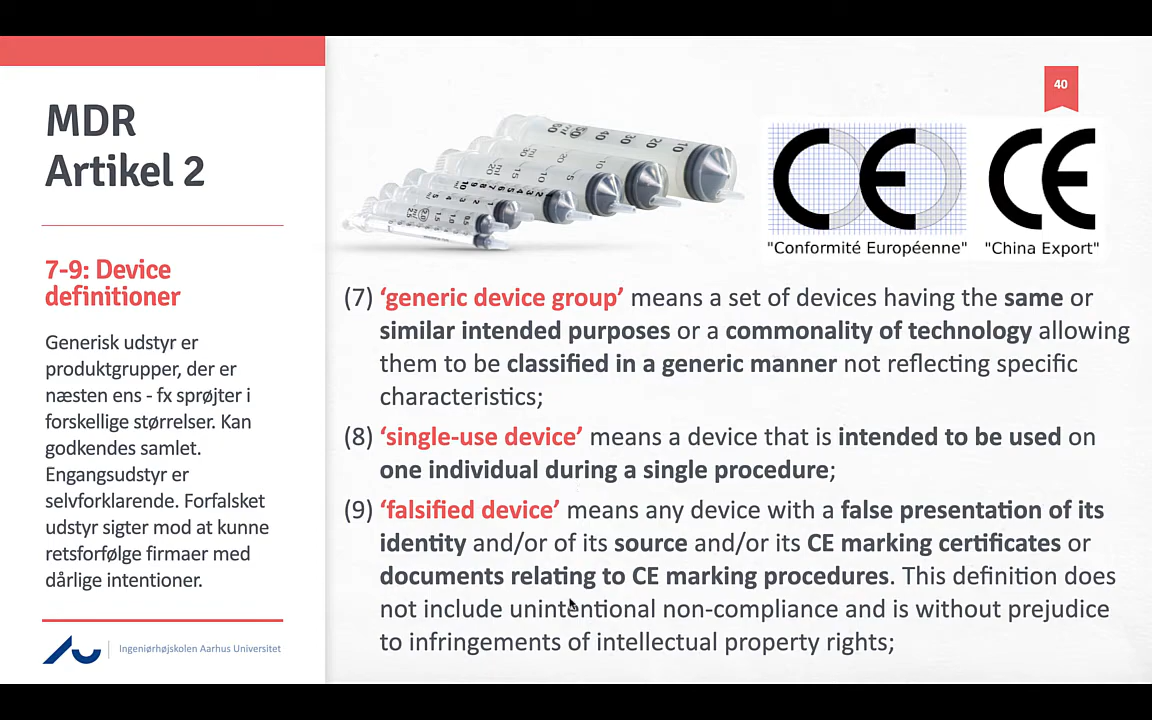 MDR
Artikel 2
7-9: Device
definitioner
Generisk udstyr er
produktgrupper, der er
næsten ens - fx sprøjter i
forskellige størrelser. Kan
godkendes samlet.
Engangsudstyr er
selvforklarende. Forfalsket
udstyr sigter mod at kunne
retsforfølge firmaer med
dårlige intentioner.
Ingeniørhøjskolen Aarhus Universitet
40
CE CE
"Conformité Européenne" "China Export"
(7) ‘generic device group’ means a set of devices having the same or
similar intended purposes or a commonality of technology allowing
them to be classified in a generic manner not reflecting specific
characteristics;
(8) ‘single-use device’ means a device that is intended to be used on
one individual during a single procedure;
(9) ‘falsified device’ means any device with a false presentation of its
identity and/or of its source and/or its CE marking certificates or
documents relating to CE marking procedures. This definition does
not include unintentional non-compliance and is without prejudice
to infringements of intellectual property rights;